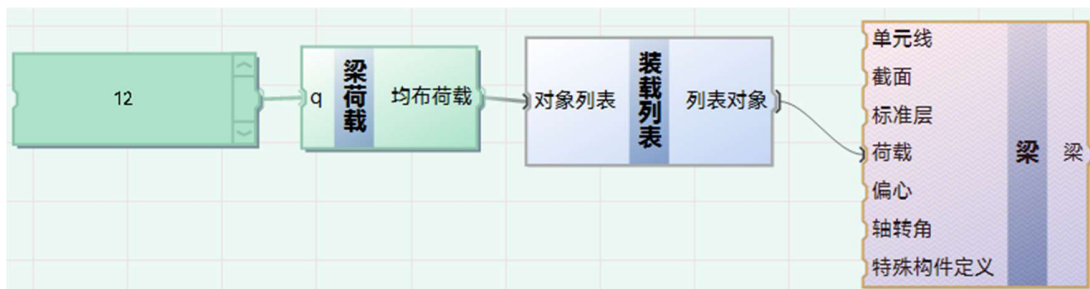 12
q
梁荷载
均布荷载
对象列表
装载列表
列表对象
单元线
截面
标准层
荷载
偏心
轴转角
特殊构件定义
梁
梁